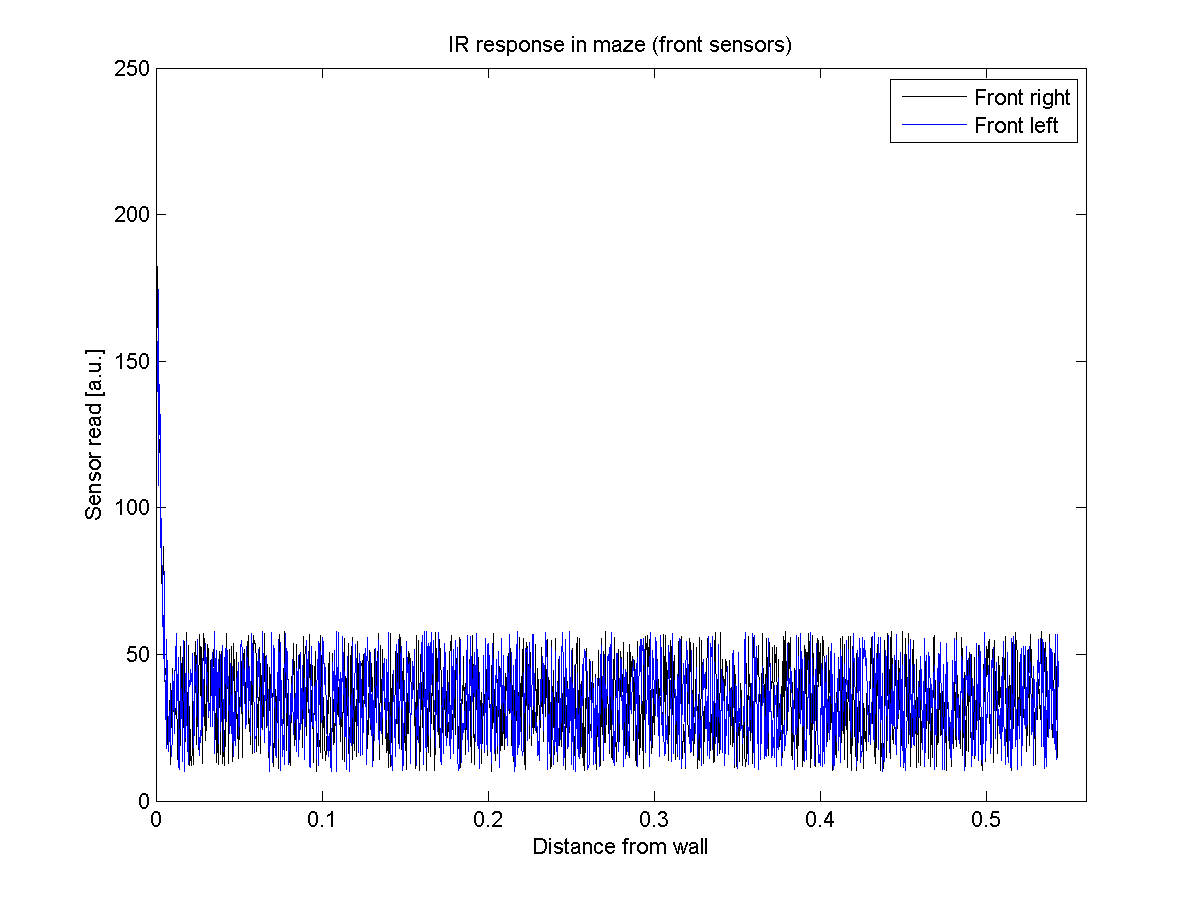 IR response in maze (front sensors)
250
200
150
100
50
0
Sensor read [a.u.]
Front right
Front left
0
0.1
0.2
0.3
0.4
0.5
Distance from wall